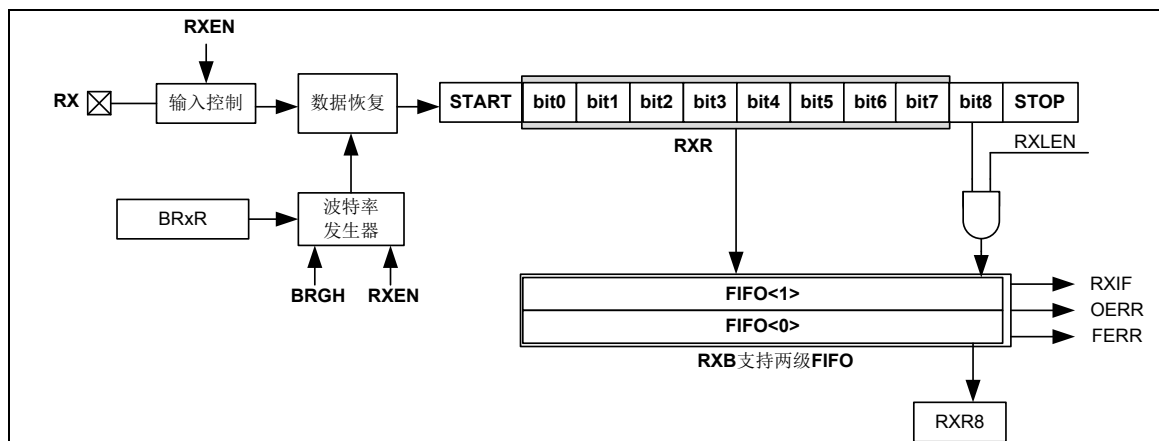 RXEN
RX
输入控制
数据恢复
START bit0 bit1 bit2 bit3 bit4 bit5 bit6 bit7 bit8 STOP
RXR
RXLEN
BRxR
波特率
发生器
BRGH
RXEN
FIFO<1>
FIFO<0>
RXIF
OERR
FERR
RXB支持两级FIFO
RXR8